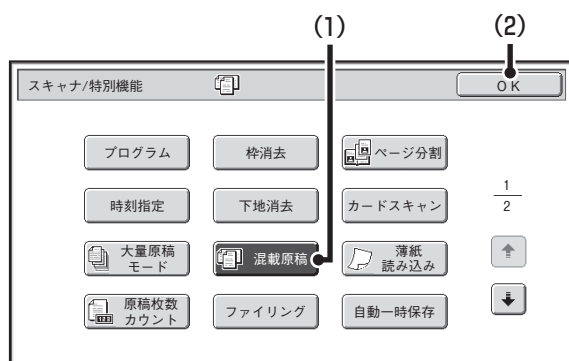 (1) (2)
スキャナ/特別機能
OK
プログラム
枠消去
ページ分割
時刻指定
下地消去
カードスキャン
1
2
大量原稿
モード
混載原稿
薄紙
読み込み
原稿枚数
カウント
123
ファイリング
自動一時保存